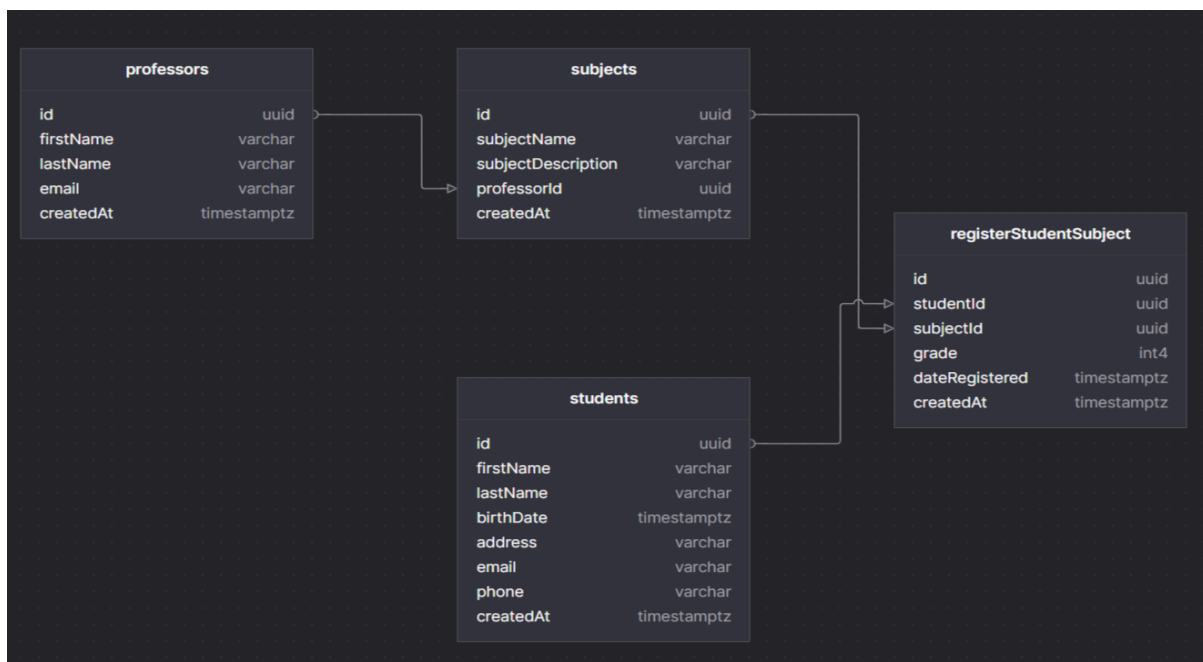 professors
id uuid
firstName varchar
lastName varchar
email varchar
createdAt timestamptz
subjects
id uuid
subjectName varchar
subjectDescription varchar
professorId uuid
createdAt timestamptz
registerStudentSubject
id uuid
studentId uuid
subjectId uuid
grade int4
dateRegistered timestamptz
createdAt timestamptz
students
id uuid
firstName varchar
lastName varchar
birthDate timestamptz
address varchar
email varchar
phone varchar
createdAt timestamptz